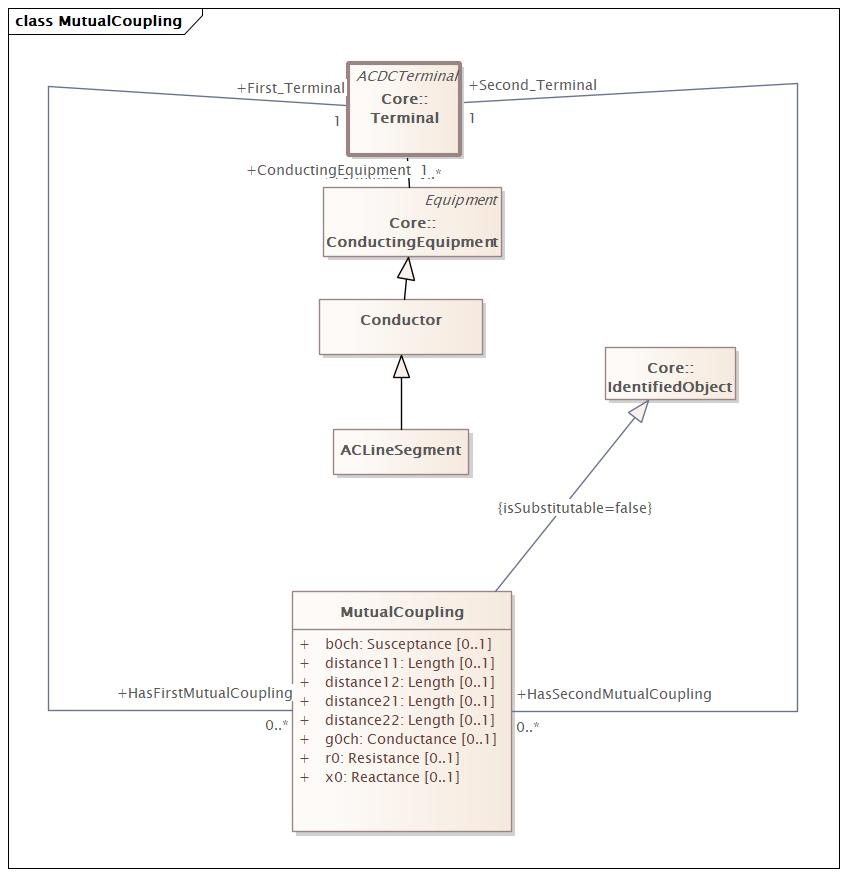 class MutualCoupling
ACDCTerminal
Core::
Terminal
+First_Terminal
1
+Second_Terminal
1
+ConductingEquipment 1
0..*
Equipment
Core::
ConductingEquipment
Conductor
Core::
IdentifiedObject
ACLineSegment
{isSubstitutable=false}
MutualCoupling
+ b0ch: Susceptance [0..1]
+ distance11: Length [0..1]
+ distance12: Length [0..1]
+ distance21: Length [0..1]
+ distance22: Length [0..1]
+ g0ch: Conductance [0..1]
+ r0: Resistance [0..1]
+ x0: Reactance [0..1]
+HasFirstMutualCoupling
0..*
+HasSecondMutualCoupling
0..*